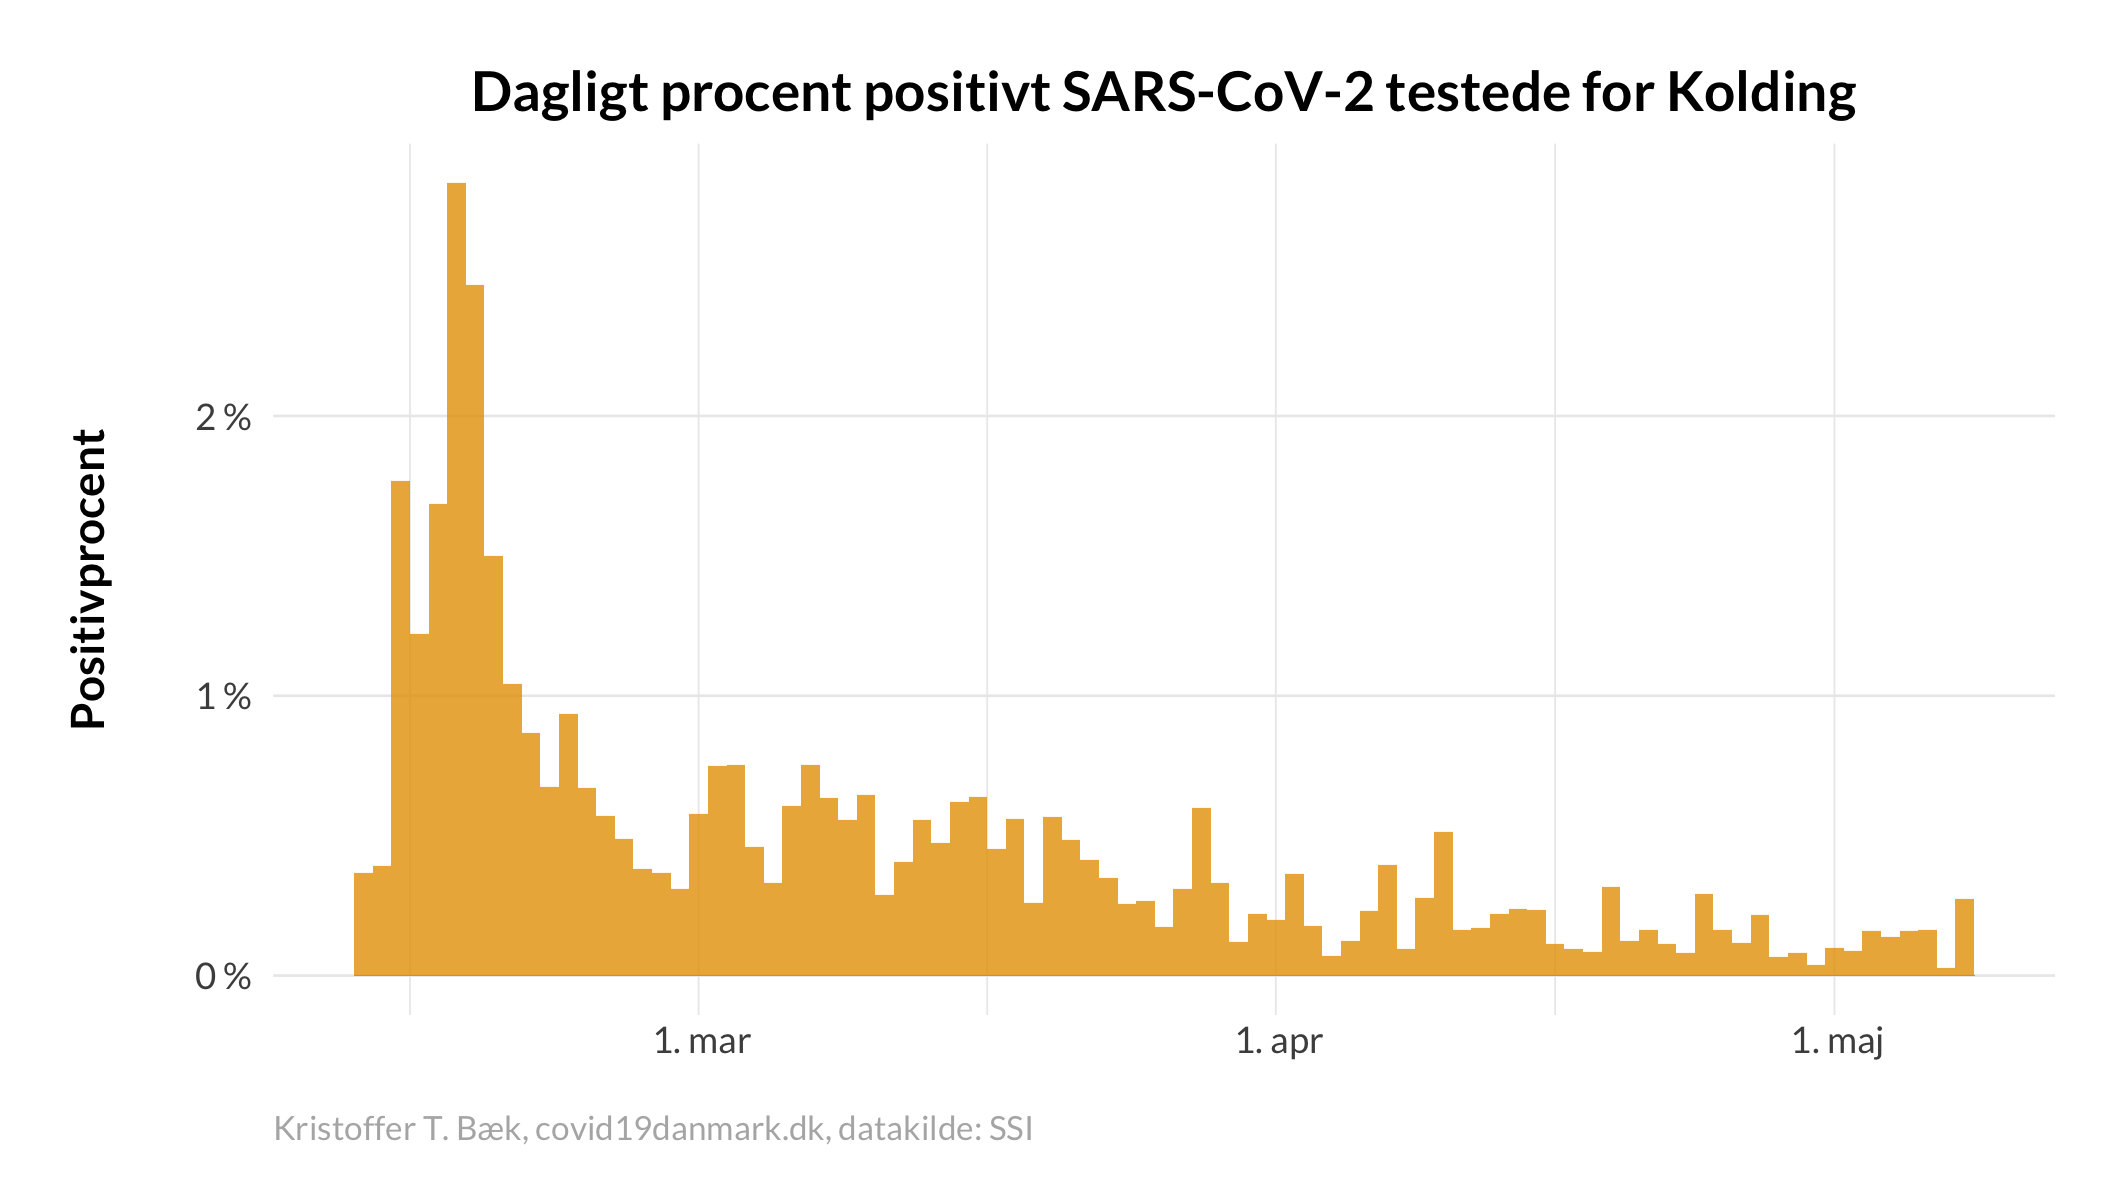 Dagligt procent positivt SARS-CoV-2 testede for Kolding
Positivprocent
2 %
1 %
0 %
1. mar
1. apr
1. maj
Kristoffer T. Bæk, covid19danmark.dk, datakilde: SSI